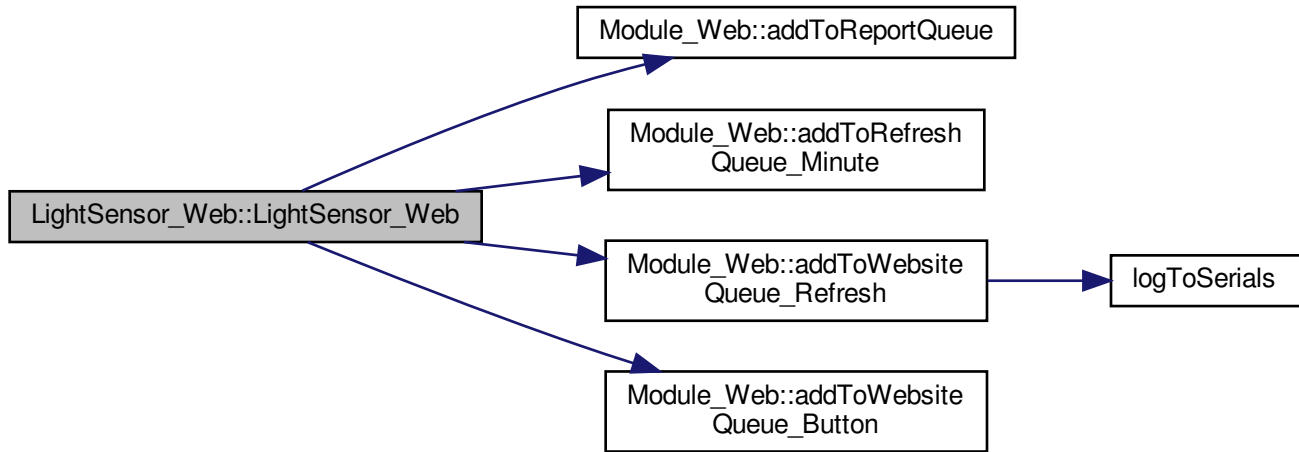 Module_Web::addToReportQueue
Module_Web::addToRefresh
Queue_Minute
LightSensor_Web::LightSensor_Web
Module_Web::addToWebsite
Queue_Refresh
logToSerials
Module_Web::addToWebsite
Queue_Button